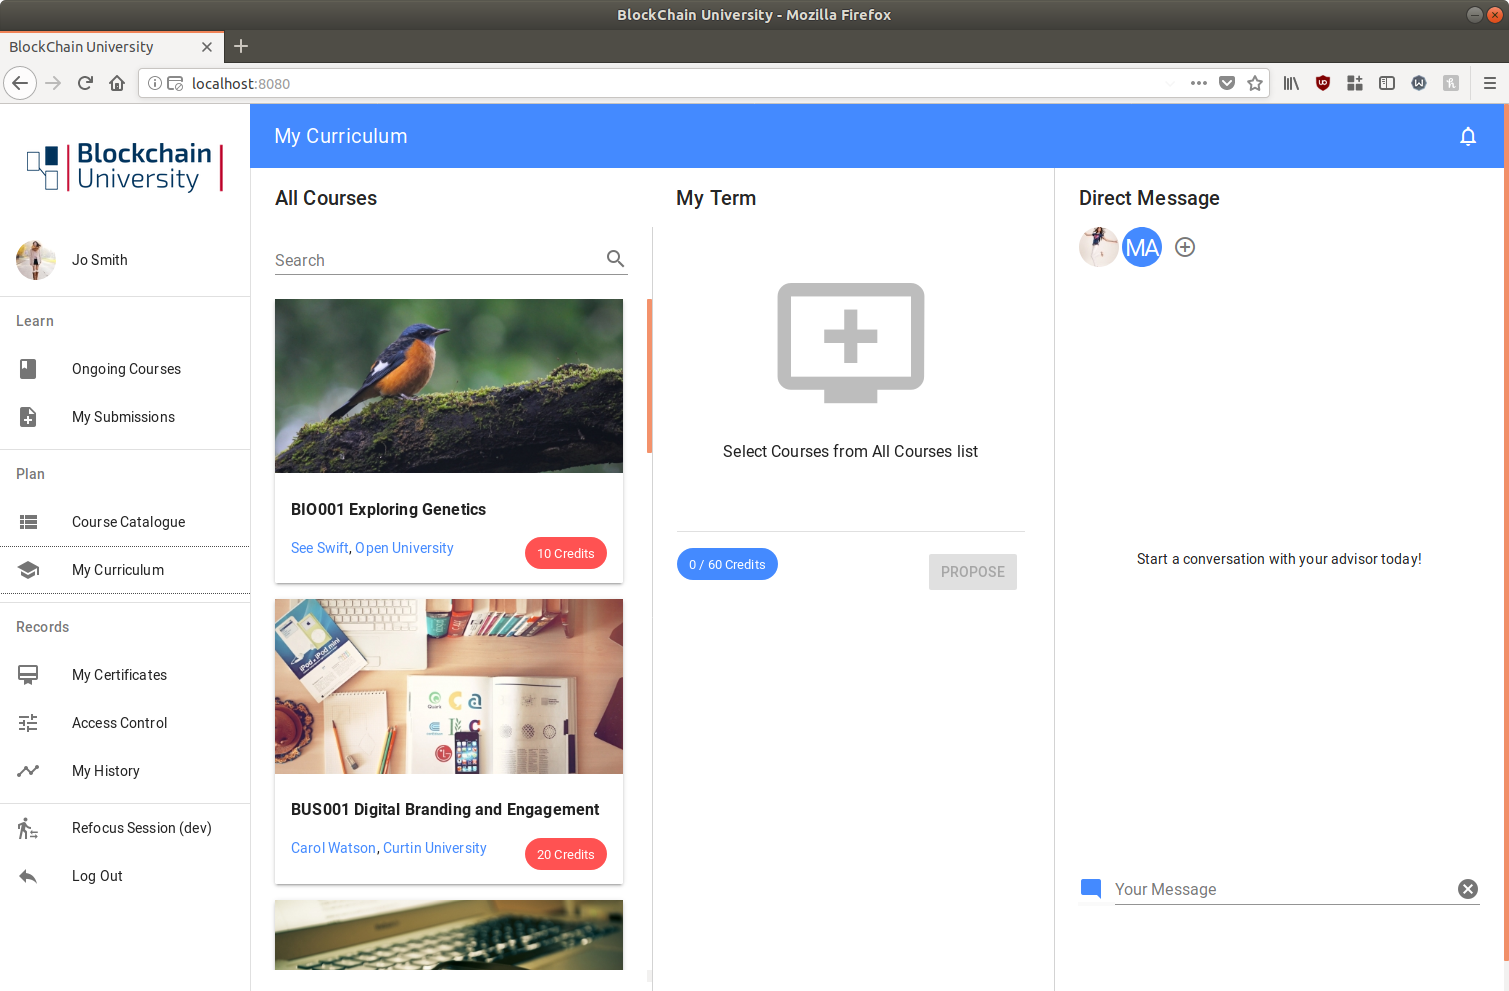 BlockChain University - Mozilla Firefox
BlockChain University
localhost:8080
Blockchain
University
My Curriculum
Jo Smith
Learn
Ongoing Courses
My Submissions
Plan
Course Catalogue
My Curriculum
Records
My Certificates
Access Control
My History
Refocus Session (dev)
Log Out
All Courses
Search
BIO001 Exploring Genetics
See Swift, Open University
10 Credits
iPod + iPod mini
BUS001 Digital Branding and Engagement
Carol Watson, Curtin University
20 Credits
My Term
Select Courses from All Courses list
0 / 60 Credits
PROPOSE
Direct Message
MA
Start a conversation with your advisor today!
Your Message